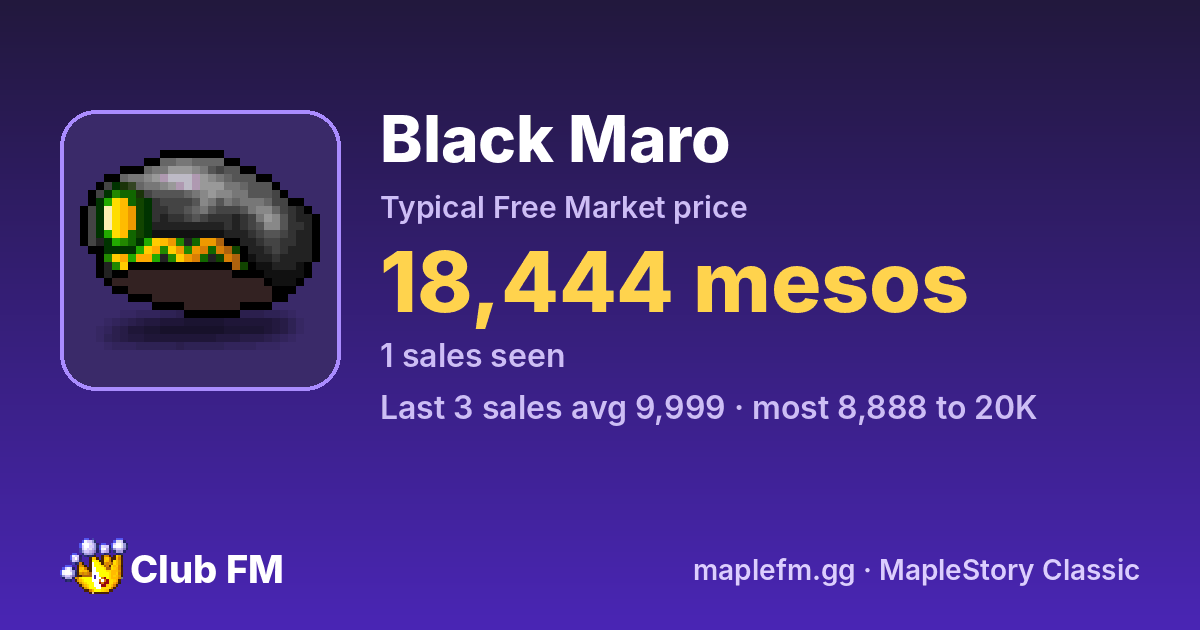 Black Maro
Typical Free Market price
18,444 mesos
1 sales seen
Last 3 sales avg 9,999 · most 8,888 to 20K
Club FM
maplefm.gg · MapleStory Classic